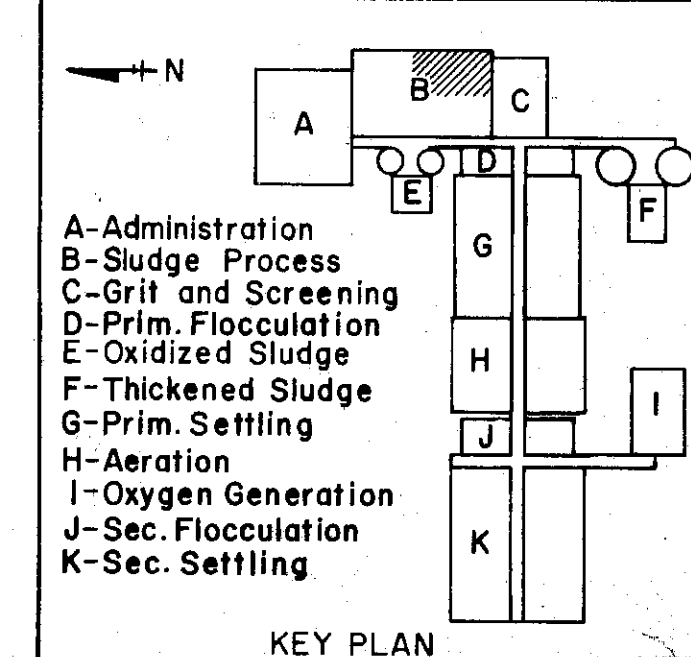 N
A
B
C
D
E
F
G
H
I
J
K
A-Administration
B-Sludge Process
C-Grit and Screening
D-Prim. Flocculation
E-Oxidized Sludge
F-Thickened Sludge
G-Prim. Settling
H-Aeration
I-Oxygen Generation
J-Sec. Flocculation
K-Sec. Settling
KEY PLAN